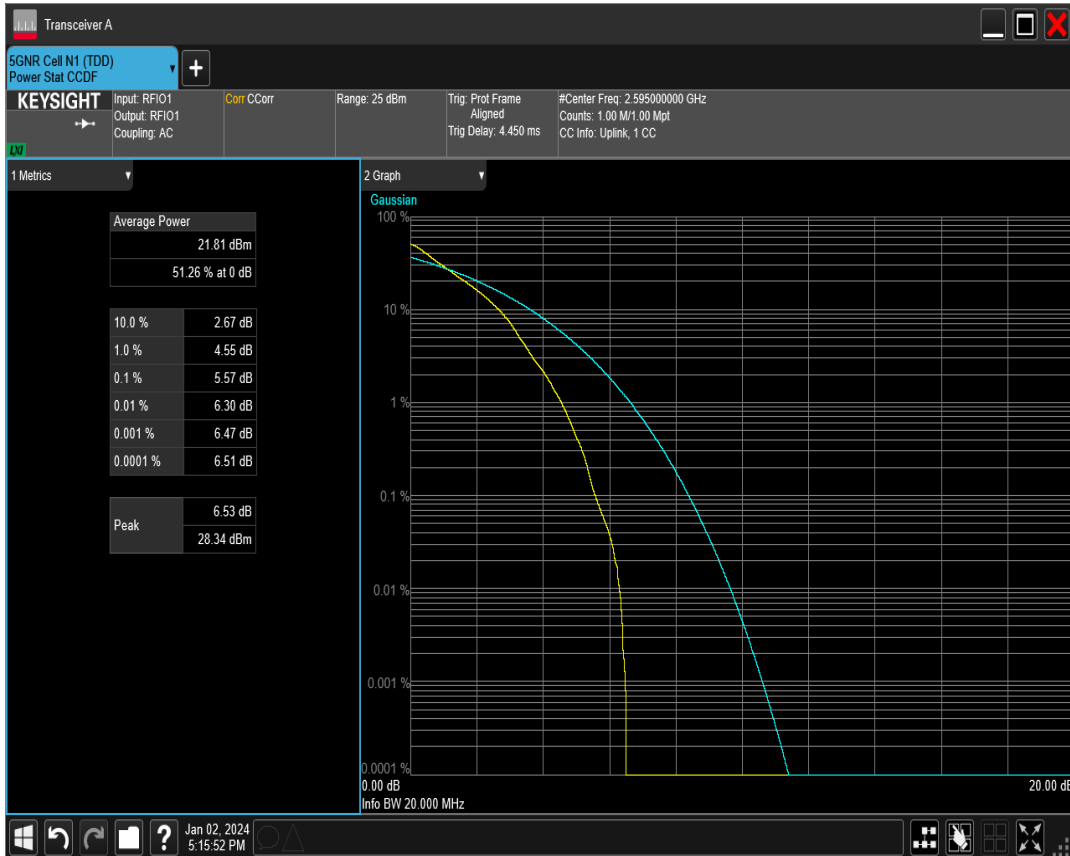 Transceiver A
5GNR Cell N1 (TDD)
Power Stat CCDF
+
KEYSIGHT
LXI
Input: RFIO1
Output: RFIO1
Coupling: AC
Corr CCorr
Range: 25 dBm
Trig: Prot Frame
Aligned
Trig Delay: 4.450 ms
#Center Freq: 2.595000000 GHz
Counts: 1.00 M/1.00 Mpt
CC Info: Uplink, 1 CC
1 Metrics
Average Power
21.81 dBm
51.26 % at 0 dB
10.0 % 2.67 dB
1.0 % 4.55 dB
0.1 % 5.57 dB
0.01 % 6.30 dB
0.001 % 6.47 dB
0.0001 % 6.51 dB
Peak
6.53 dB
28.34 dBm
2 Graph
Gaussian
100 %
10 %
1 %
0.1 %
0.01 %
0.001 %
0.0001 %
0.00 dB 20.00 dB
Info BW 20.000 MHz
?
Jan 02, 2024
5:15:52 PM